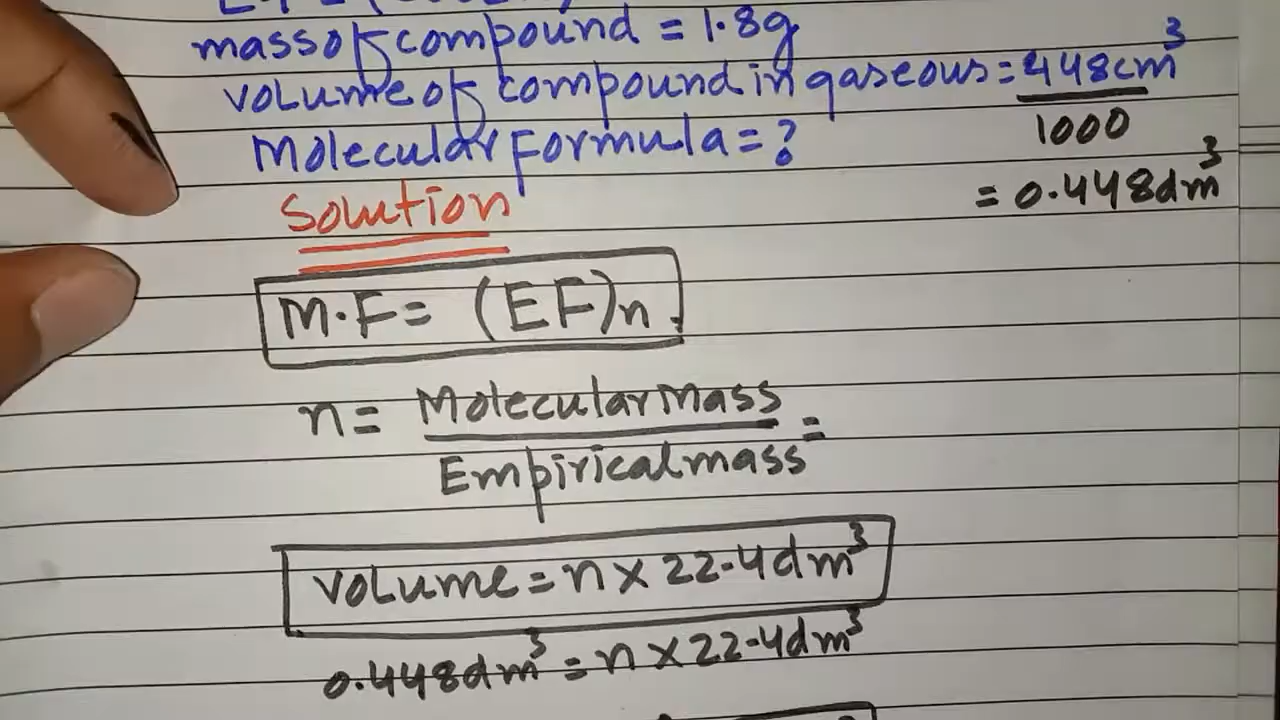 mass of compound = 1.8g
volume of compound in gaseous = 448cm³
1000
Molecular Formula = ?
= 0.448dm³
Solution
M.F = (EF)n.
n = Molecular Mass =
Empirical mass
volume = n × 22.4dm³
0.448dm³ = n × 22.4dm³